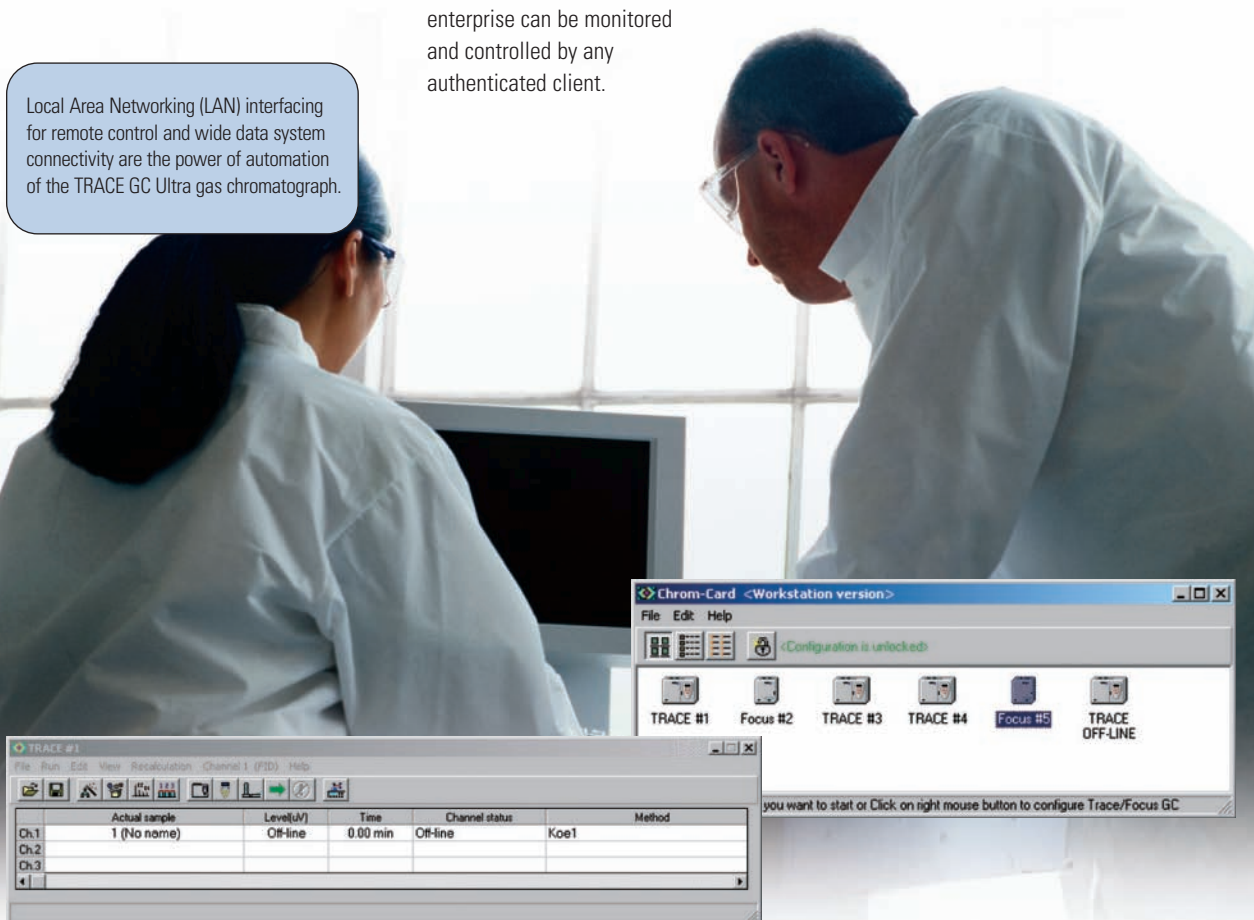 enterprise can be monitored
and controlled by any
authenticated client.
Local Area Networking (LAN) interfacing
for remote control and wide data system
connectivity are the power of automation
of the TRACE GC Ultra gas chromatograph.
Chrom-Card <Workstation version>
File Edit Help
<Configuration is unlocked>
TRACE #1 Focus #2 TRACE #3 TRACE #4 Focus #5 TRACE
OFF-LINE
you want to start or Click on right mouse button to configure Trace/Focus GC
TRACE #1
File Run Edit View Recalculation Channel 1 (FID) Help
Actual sample Level(uV) Time Channel status Method
Ch.1 1 (No name) Off-line 0.00 min Off-line Koe1
Ch.2
Ch.3